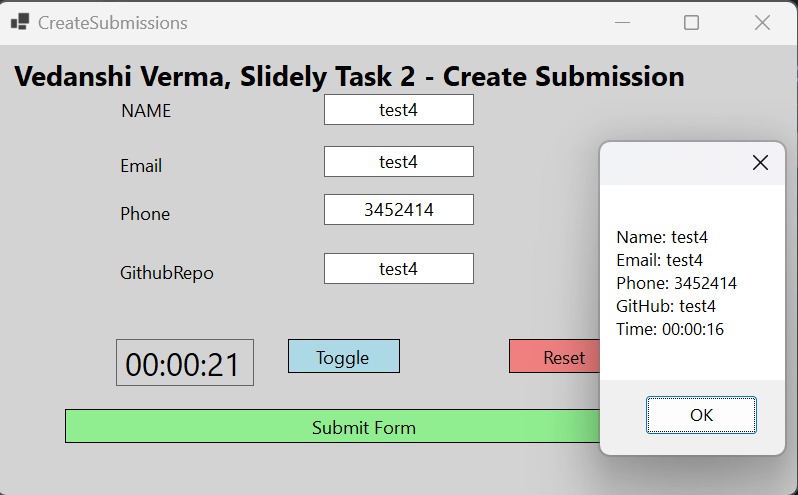 CreateSubmissions
Vedanshi Verma, Slidely Task 2 - Create Submission
NAME test4
Email test4
Phone 3452414
GithubRepo test4
00:00:21 Toggle Reset
Submit Form
Name: test4
Email: test4
Phone: 3452414
GitHub: test4
Time: 00:00:16
OK